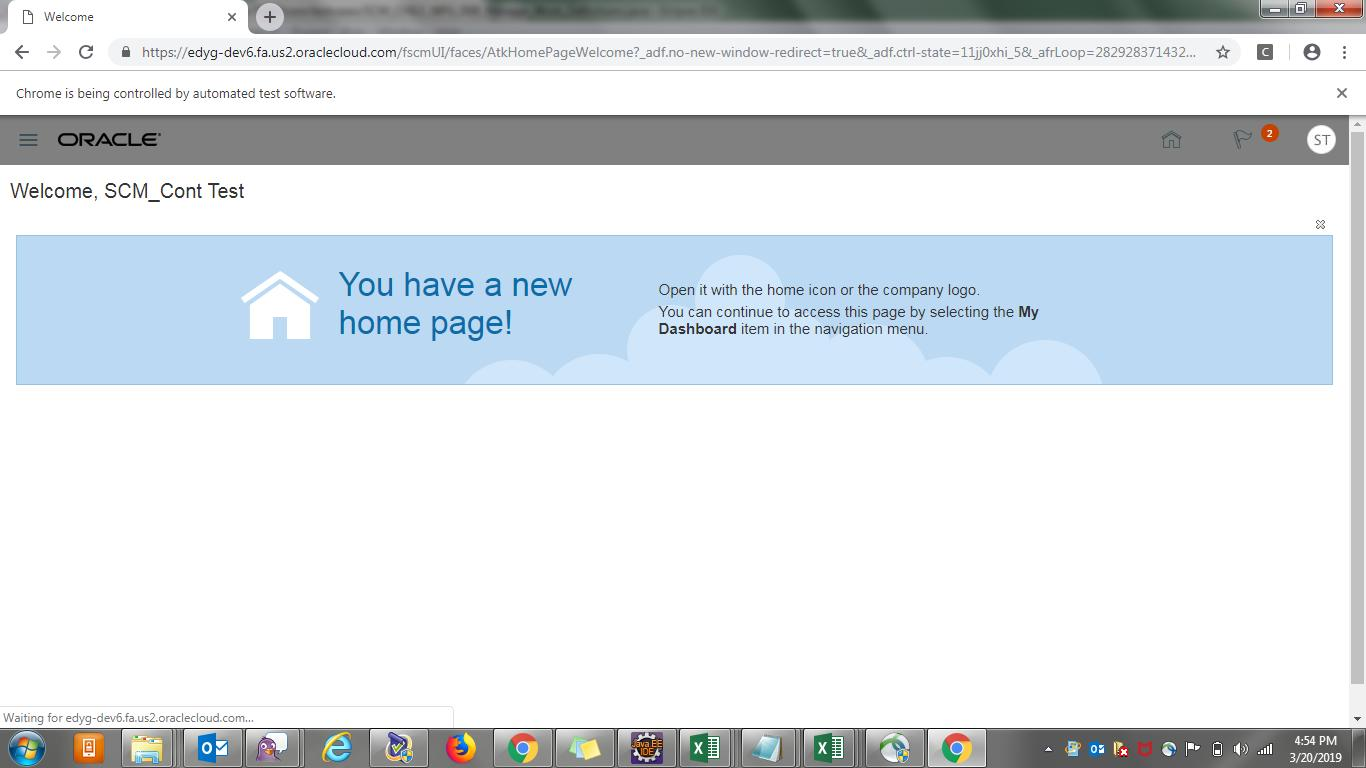 Welcome
https://edyg-dev6.fa.us2.oraclecloud.com/fscmUI/faces/AtkHomePageWelcome?_adf.no-new-window-redirect=true&_adf.ctrl-state=11jj0xhi_5&_afrLoop=282928371432...
C
Chrome is being controlled by automated test software.
ORACLE
2
ST
Welcome, SCM_Cont Test
You have a new
home page!
Open it with the home icon or the company logo.
You can continue to access this page by selecting the My
Dashboard item in the navigation menu.
Waiting for edyg-dev6.fa.us2.oraclecloud.com...
Java EE
IDE
4:54 PM
3/20/2019